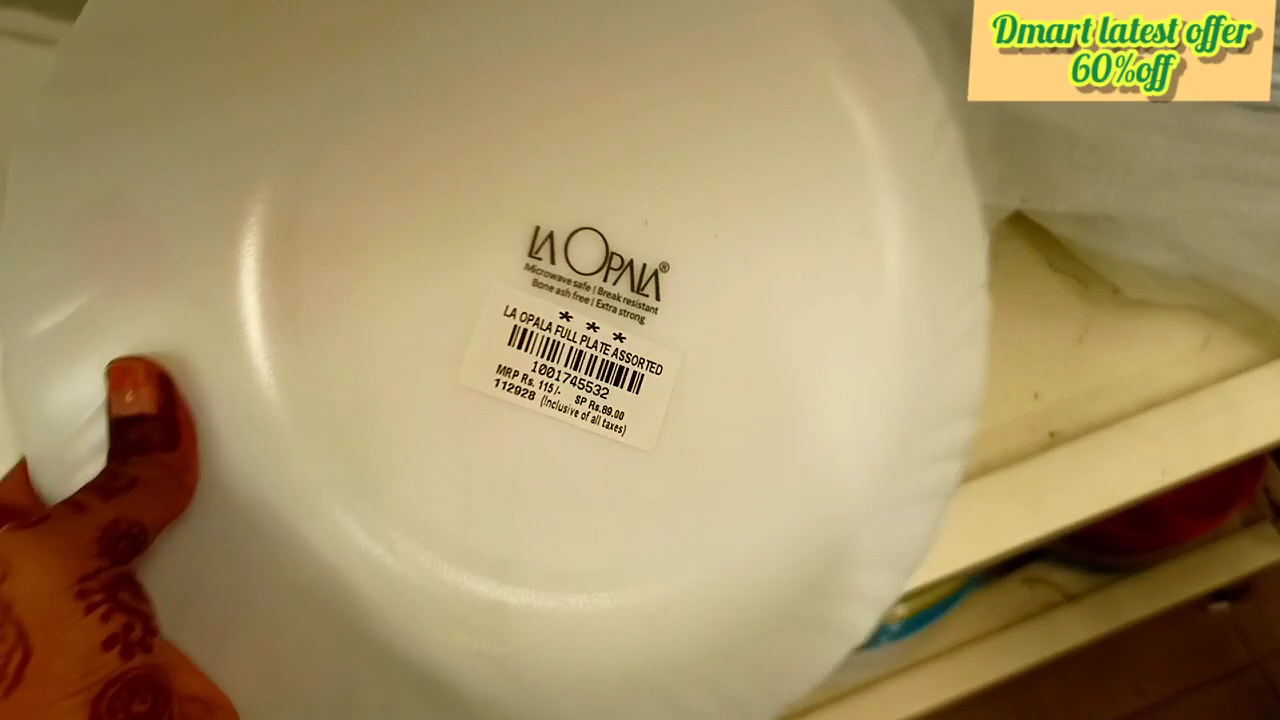 Dmart latest offer
60%off
LA OPALA®
Microwave safe | Break resistant
Bone ash free | Extra strong
* * *
LA OPALA FULL PLATE ASSORTED
1001745532
MRP Rs. 115/- SP Rs.89.00
112928 (Inclusive of all taxes)